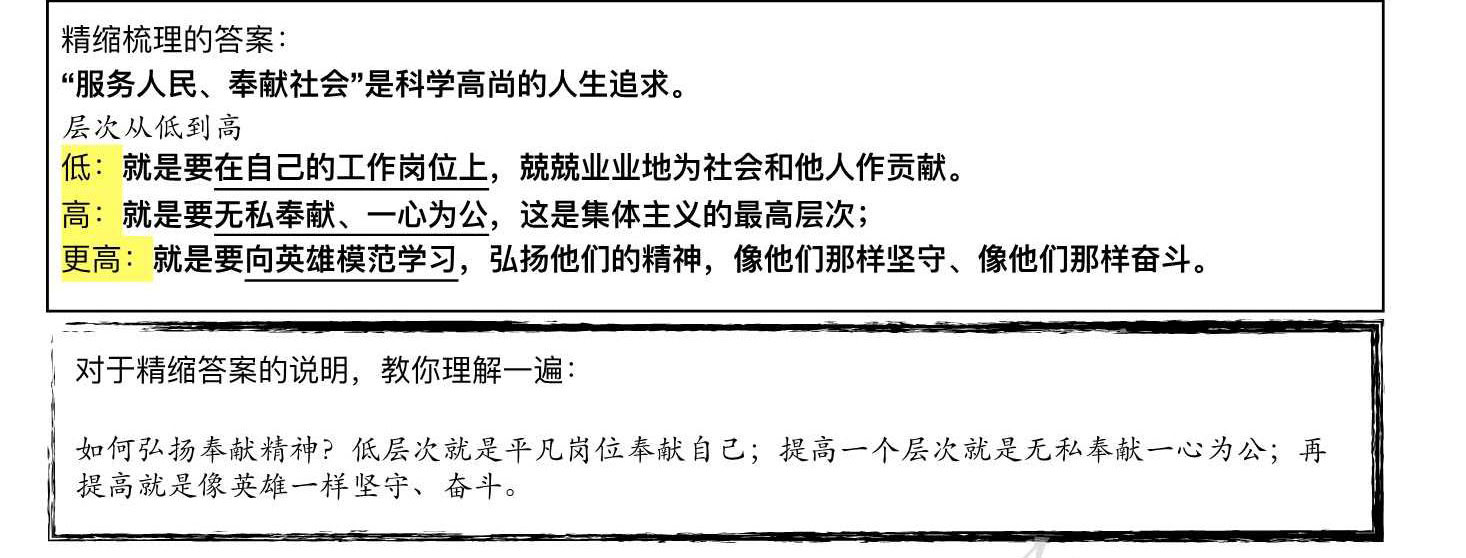 精缩梳理的答案：
“服务人民、奉献社会”是科学高尚的人生追求。
层次从低到高
低：就是要在自己的工作岗位上，兢兢业业地为社会和他人作贡献。
高：就是要无私奉献、一心为公，这是集体主义的最高层次；
更高：就是要向英雄模范学习，弘扬他们的精神，像他们那样坚守、像他们那样奋斗。
对于精缩答案的说明，教你理解一遍：
如何弘扬奉献精神？低层次就是平凡岗位奉献自己；提高一个层次就是无私奉献一心为公；再
提高就是像英雄一样坚守、奋斗。